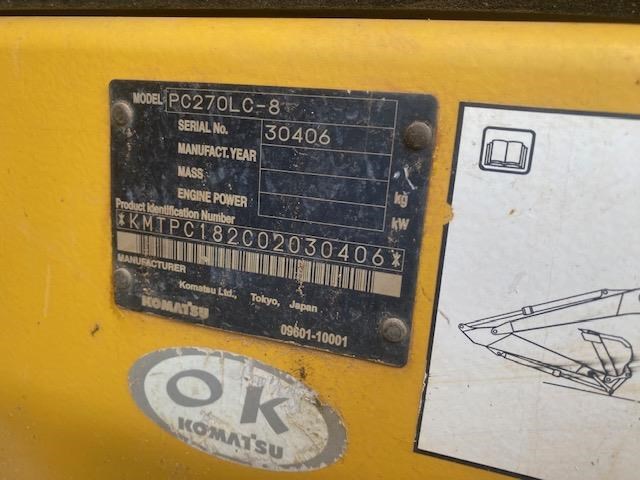 MODEL PC270LC-8
SERIAL No. 30406
MANUFACT.YEAR
MASS kg
ENGINE POWER kW
Product Identification Number
*KMTPC182C02030406*
MANUFACTURER
Komatsu Ltd., Tokyo, Japan
KOMATSU
09601-10001
OK
KOMATSU